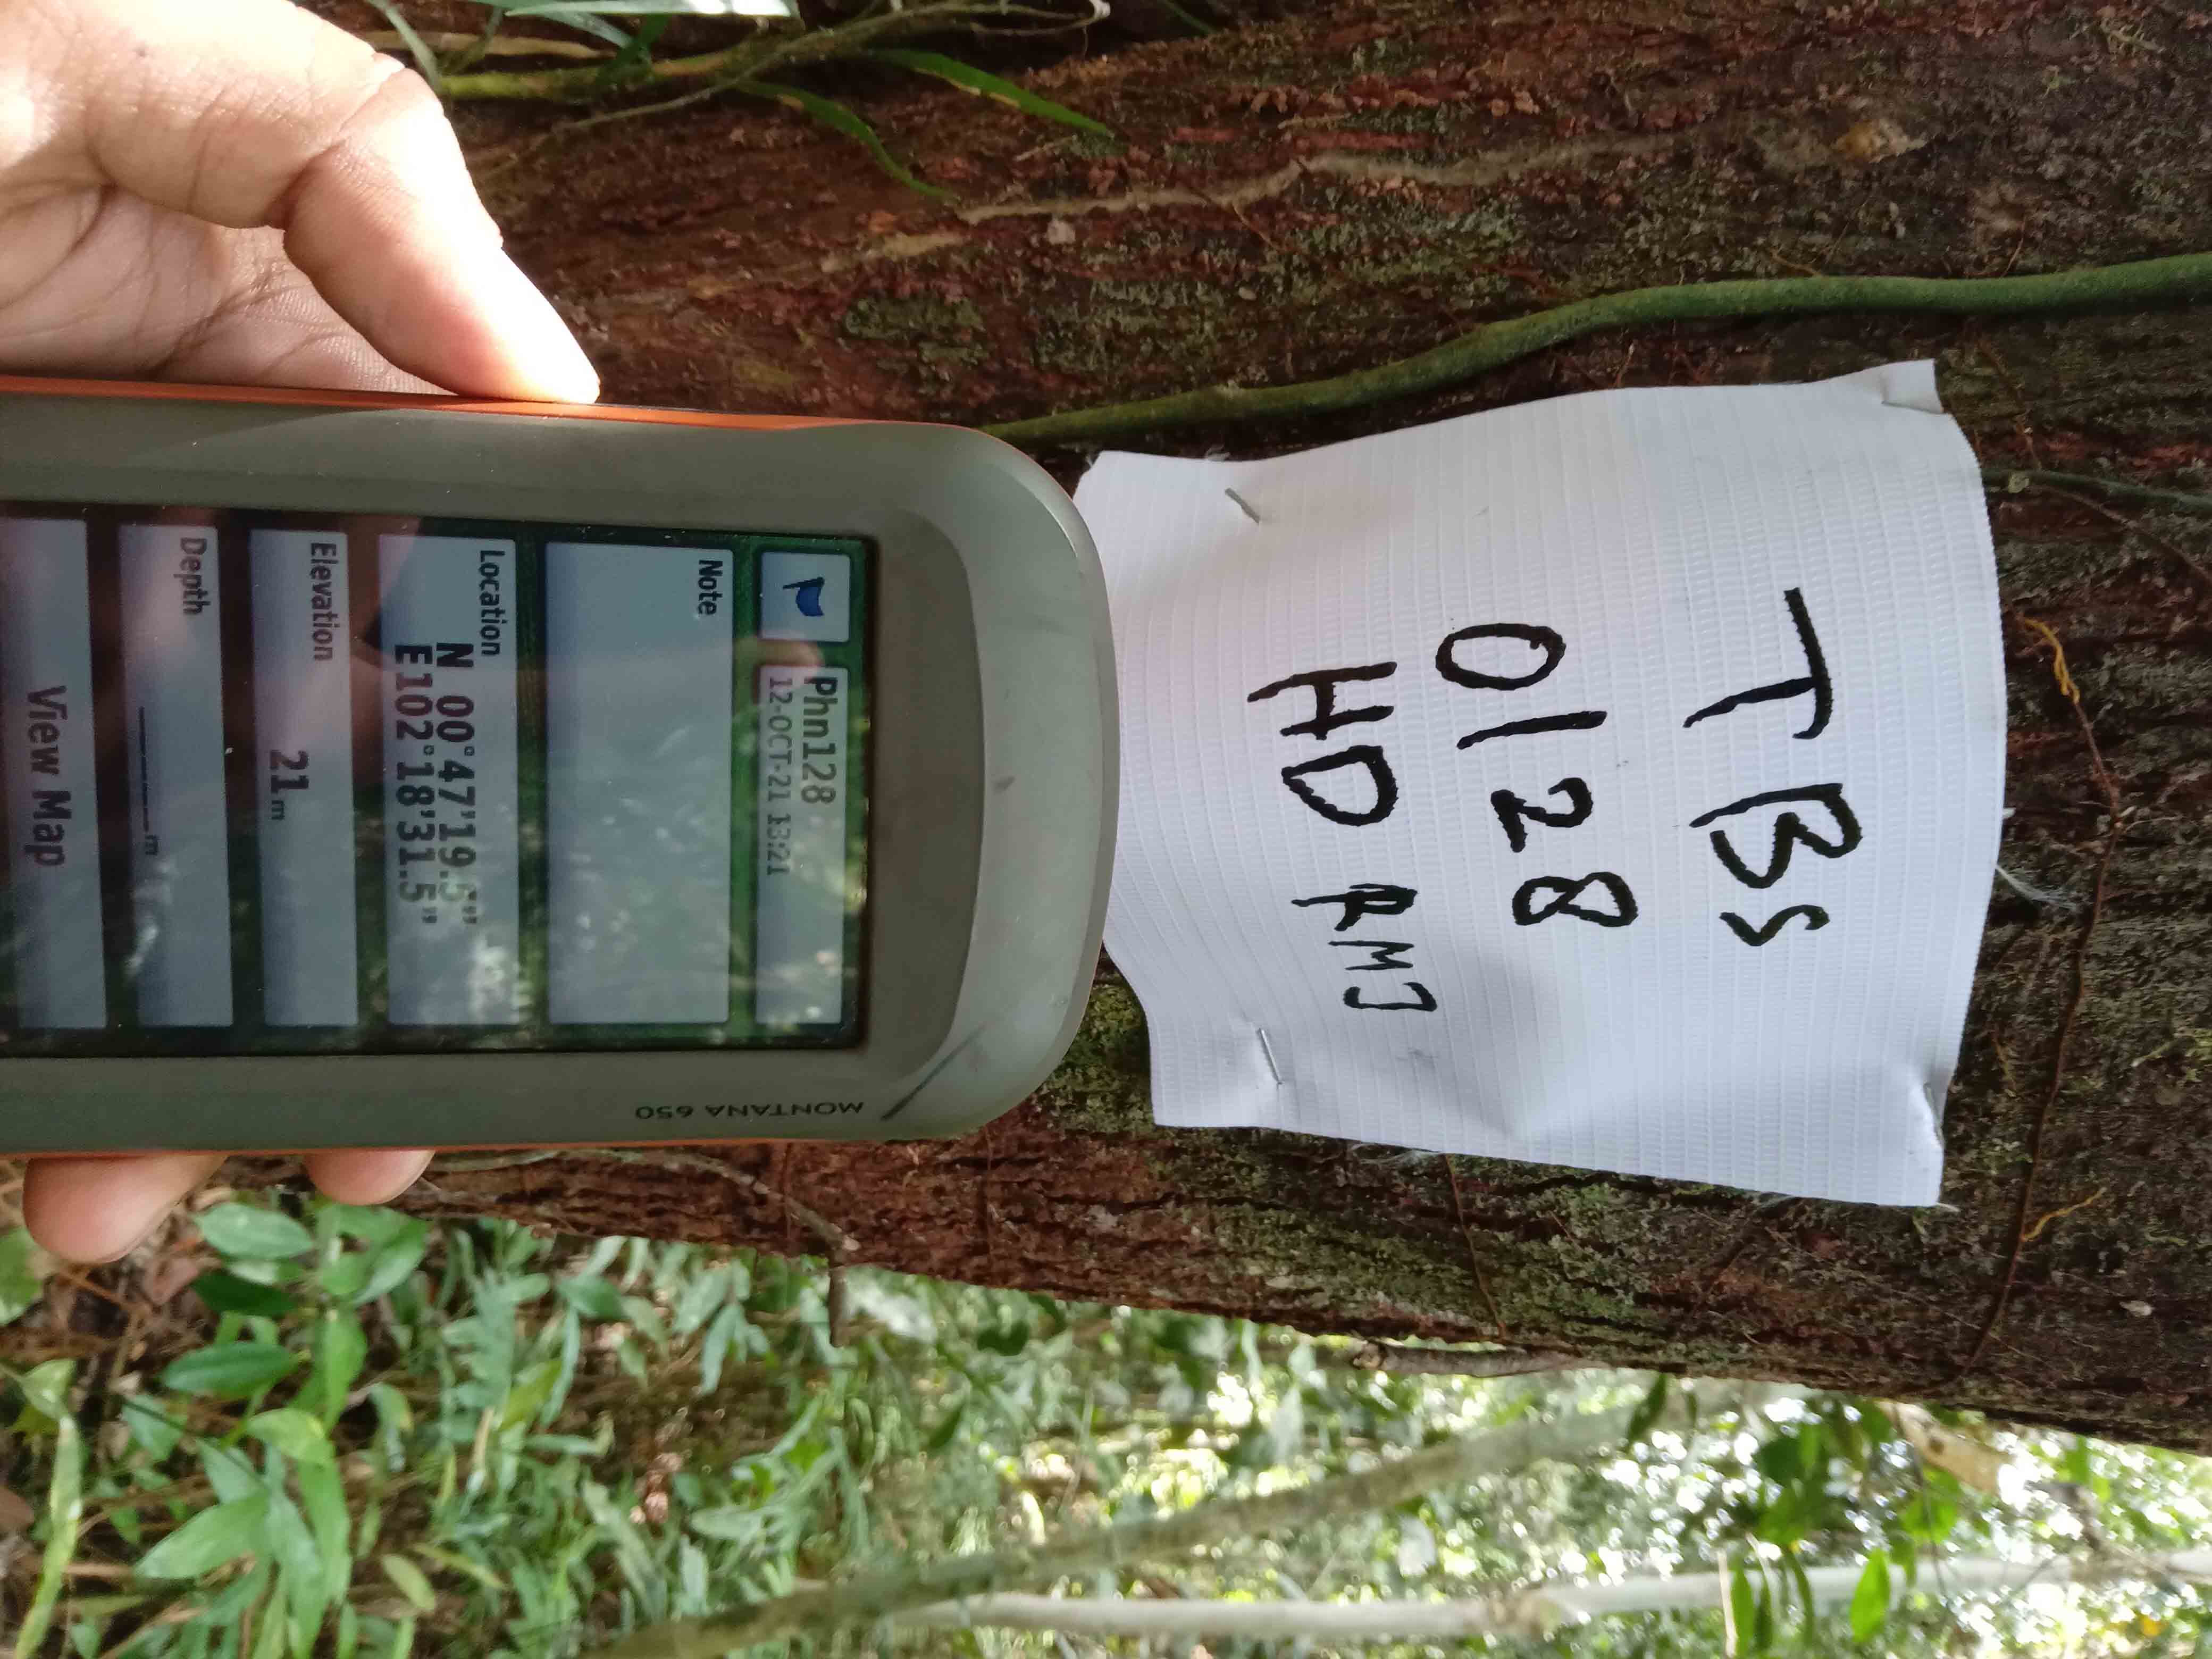 TBs
0128
HD RMJ
MONTANA 650
Phn128
12-OCT-21 13:21
Note
Location
N 00°47'19.5"
E102°18'31.5"
Elevation
21m
Depth
______m
View Map